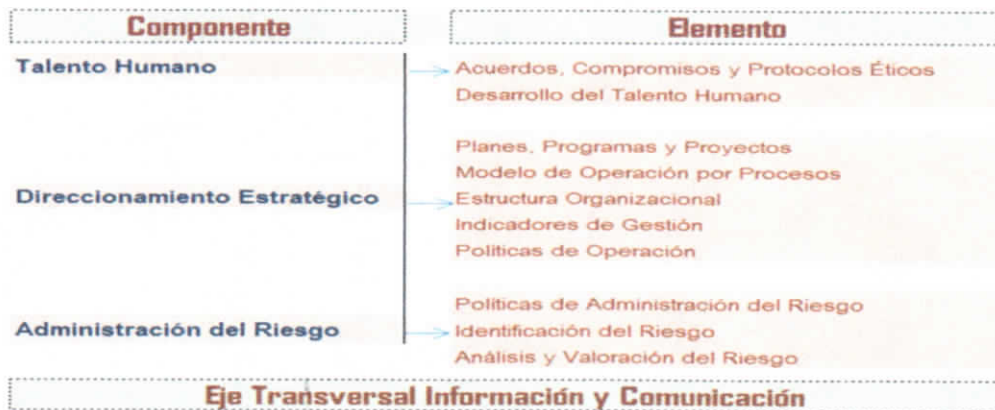 Componente
Elemento
Talento Humano
Acuerdos, Compromisos y Protocolos Éticos
Desarrollo del Talento Humano
Direccionamiento Estratégico
Planes, Programas y Proyectos
Modelo de Operación por Procesos
Estructura Organizacional
Indicadores de Gestión
Políticas de Operación
Administración del Riesgo
Políticas de Administración del Riesgo
Identificación del Riesgo
Análisis y Valoración del Riesgo
Eje Transversal Información y Comunicación